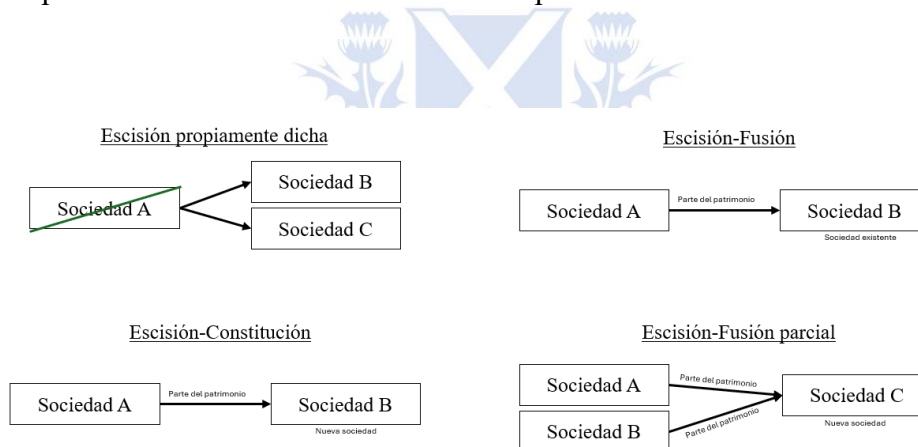 Escisión propiamente dicha
Sociedad A
Sociedad B
Sociedad C
Escisión-Fusión
Sociedad A
Parte del patrimonio
Sociedad B
Sociedad existente
Escisión-Constitución
Sociedad A
Parte del patrimonio
Sociedad B
Nueva sociedad
Escisión-Fusión parcial
Sociedad A
Parte del patrimonio
Sociedad B
Parte del patrimonio
Sociedad C
Nueva sociedad